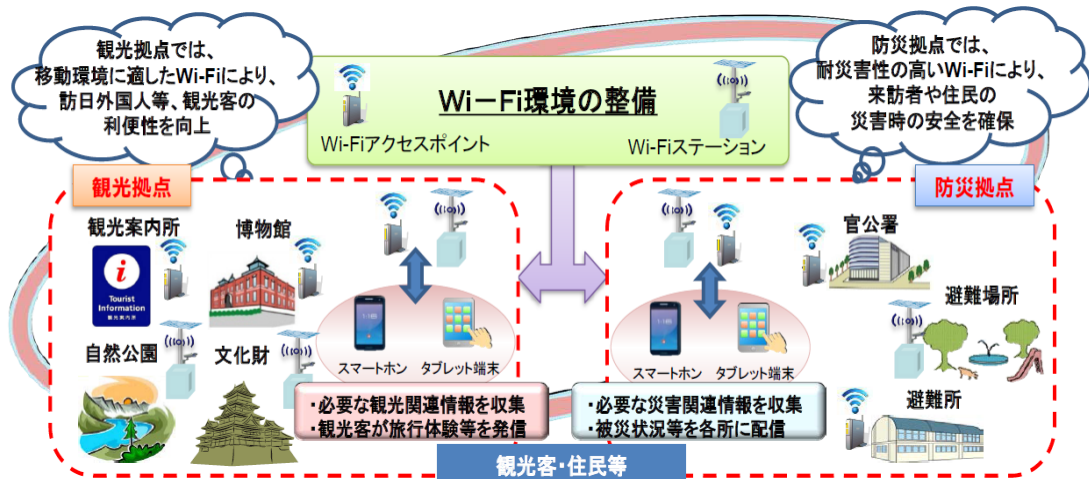 観光拠点では、
移動環境に適したWi-Fiにより、
訪日外国人等、観光客の
利便性を向上
Wi－Fi環境の整備
Wi-Fiアクセスポイント
Wi-Fiステーション
防災拠点では、
耐災害性の高いWi-Fiにより、
来訪者や住民の
災害時の安全を確保
観光拠点
観光案内所
博物館
i
Tourist
Information
観光案内所
自然公園
文化財
スマートホン
タブレット端末
・必要な観光関連情報を収集
・観光客が旅行体験等を発信
防災拠点
官公署
避難場所
避難所
スマートホン
タブレット端末
・必要な災害関連情報を収集
・被災状況等を各所に配信
観光客・住民等